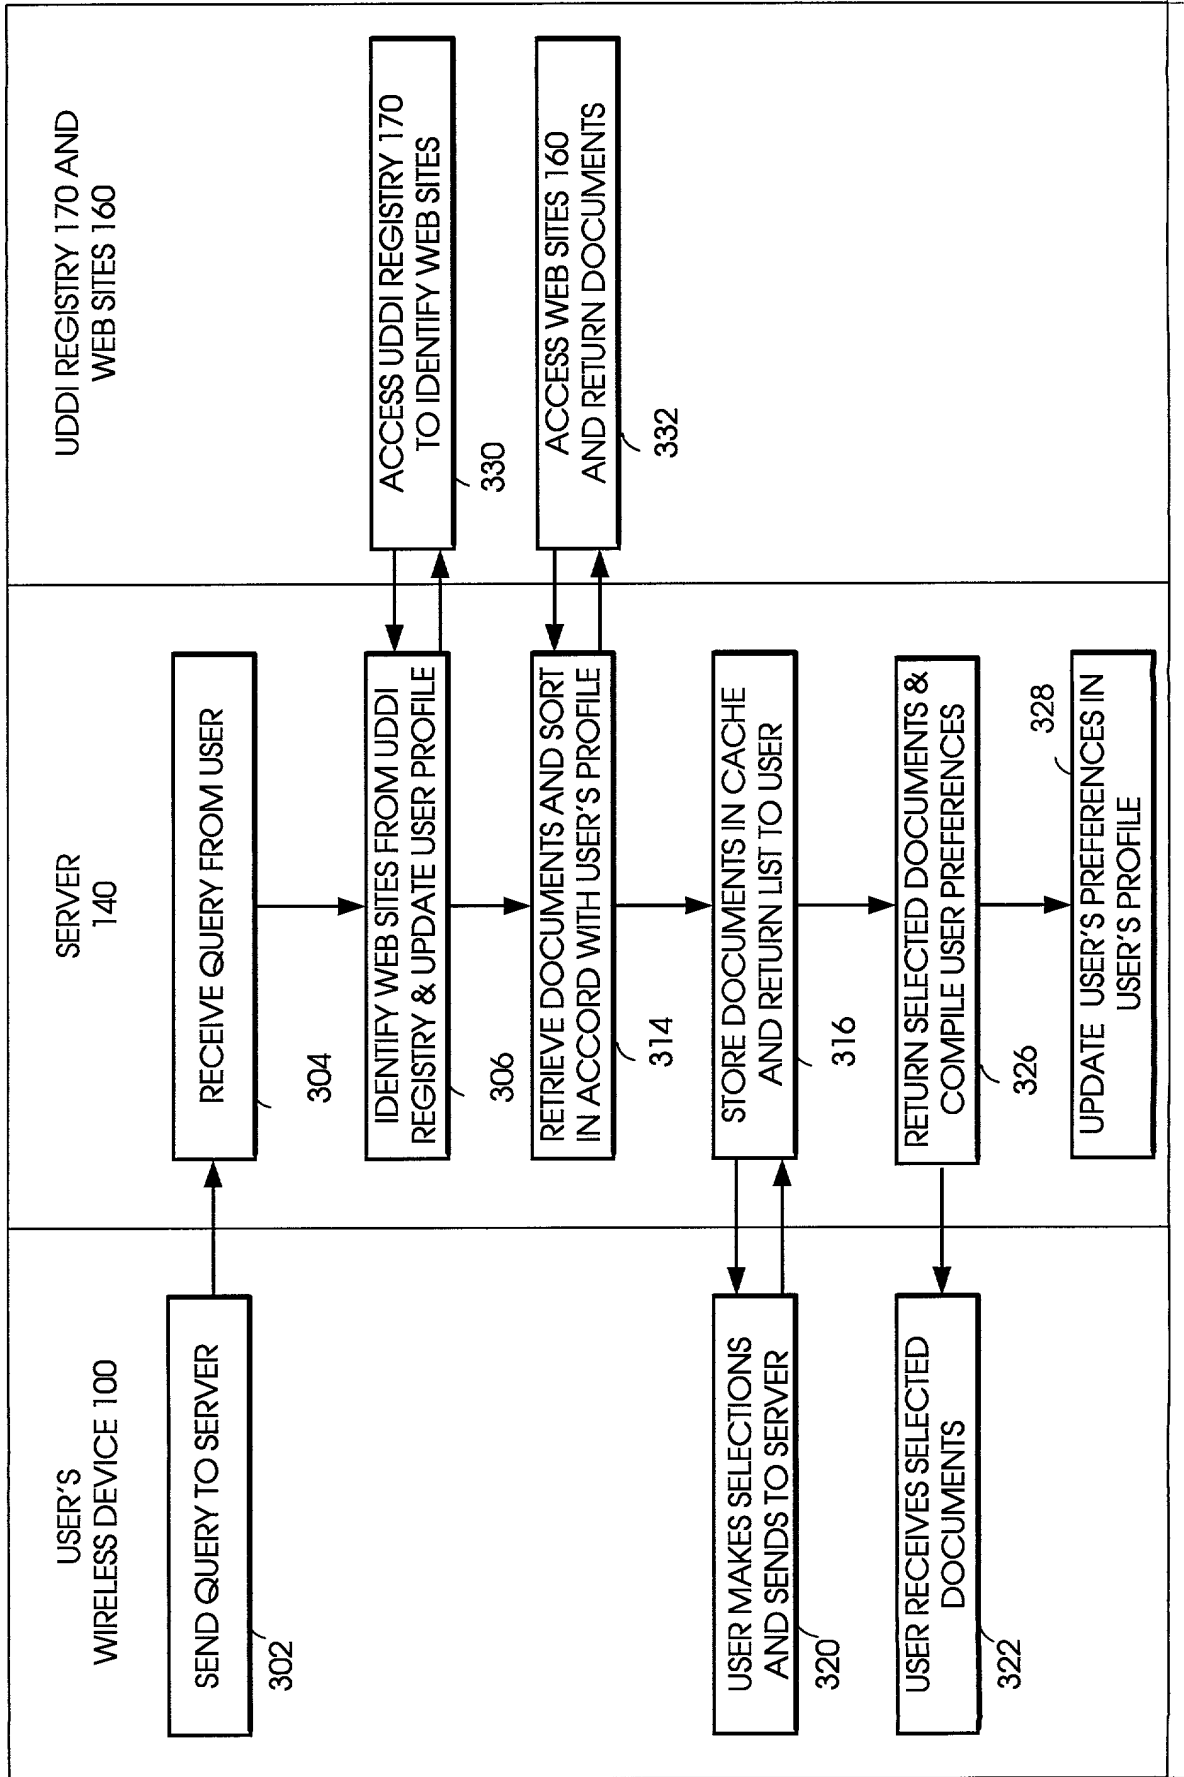 USER'S
WIRELESS DEVICE 100
SERVER
140
UDDI REGISTRY 170 AND
WEB SITES 160
SEND QUERY TO SERVER
302
RECEIVE QUERY FROM USER
304
IDENTIFY WEB SITES FROM UDDI
REGISTRY & UPDATE USER PROFILE
306
ACCESS UDDI REGISTRY 170
TO IDENTIFY WEB SITES
330
RETRIEVE DOCUMENTS AND SORT
IN ACCORD WITH USER'S PROFILE
314
ACCESS WEB SITES 160
AND RETURN DOCUMENTS
332
USER MAKES SELECTIONS
AND SENDS TO SERVER
320
STORE DOCUMENTS IN CACHE
AND RETURN LIST TO USER
316
USER RECEIVES SELECTED
DOCUMENTS
322
RETURN SELECTED DOCUMENTS &
COMPILE USER PREFERENCES
326
328
UPDATE USER'S PREFERENCES IN
USER'S PROFILE